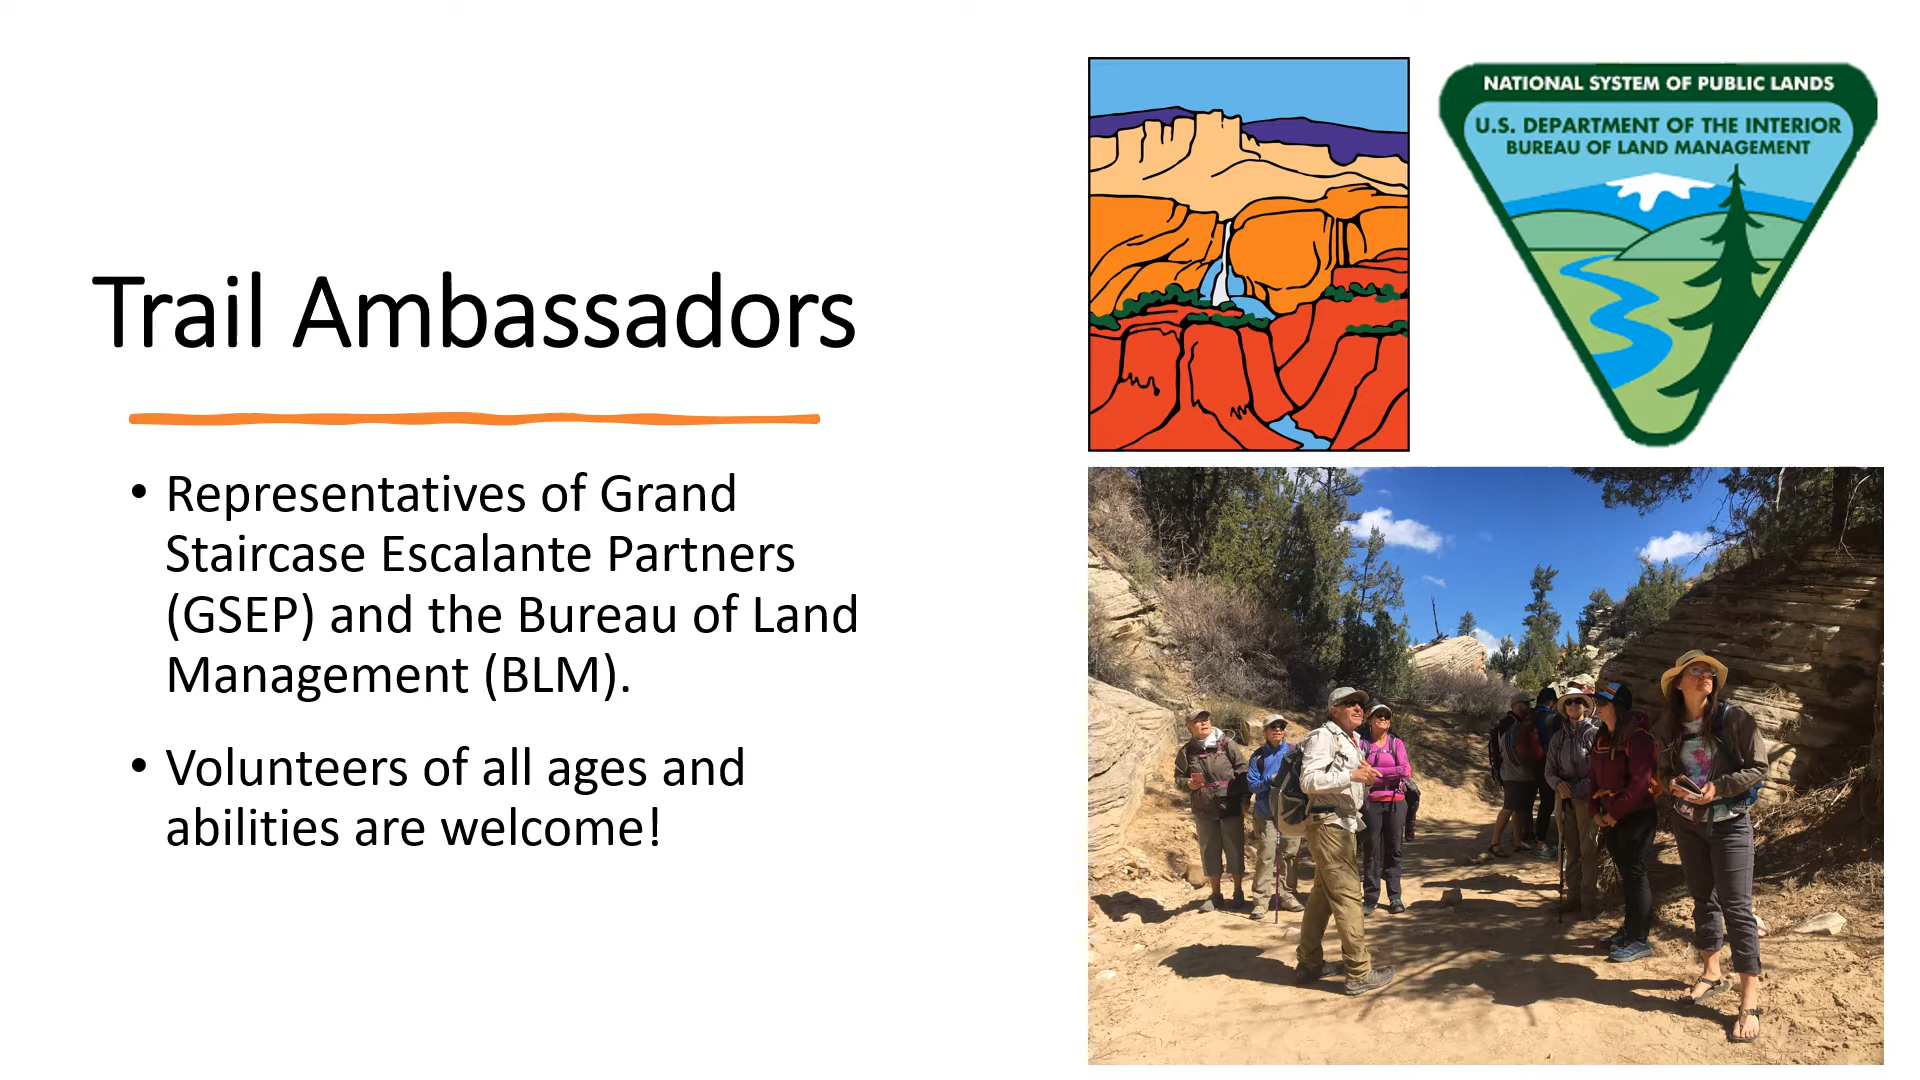 Trail Ambassadors
• Representatives of Grand
Staircase Escalante Partners
(GSEP) and the Bureau of Land
Management (BLM).
• Volunteers of all ages and
abilities are welcome!
NATIONAL SYSTEM OF PUBLIC LANDS
U.S. DEPARTMENT OF THE INTERIOR
BUREAU OF LAND MANAGEMENT